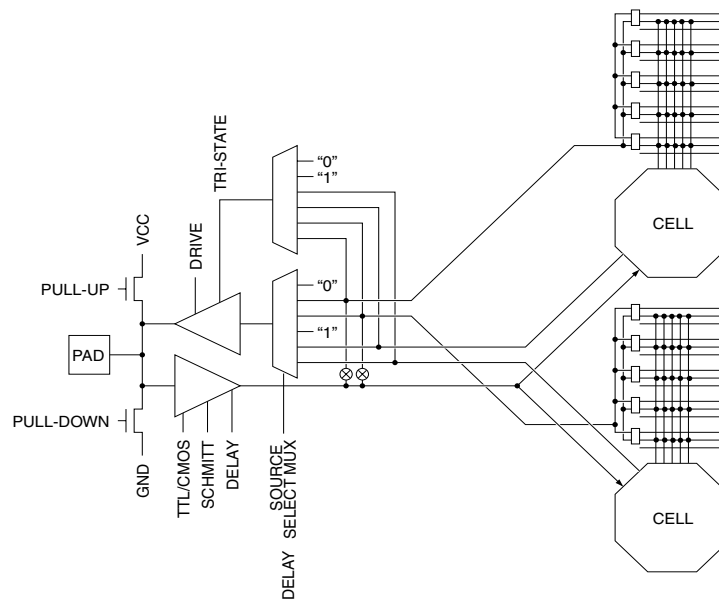 "0"
"1"
TRI-STATE
CELL
VCC
DRIVE
PULL-UP
"0"
"1"
PAD
PULL-DOWN
GND
TTL/CMOS
SCHMITT
DELAY
SOURCE
SELECT MUX
DELAY
CELL